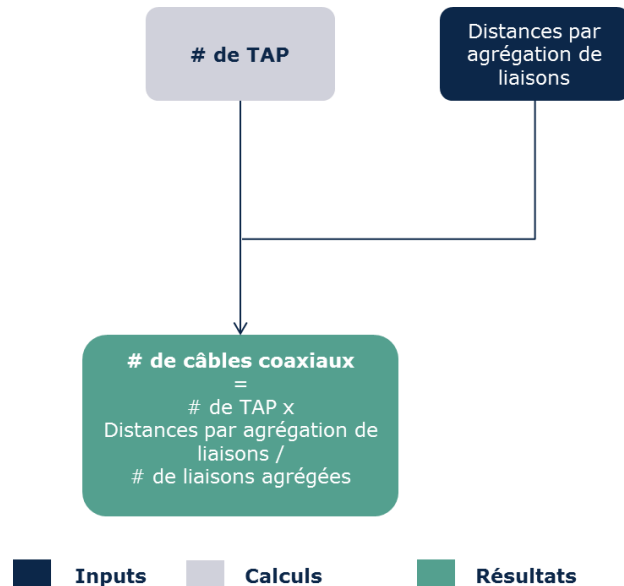 # de TAP
Distances par
agrégation de
liaisons
# de câbles coaxiaux
=
# de TAP x
Distances par agrégation de
liaisons /
# de liaisons agrégées
Inputs
Calculs
Résultats